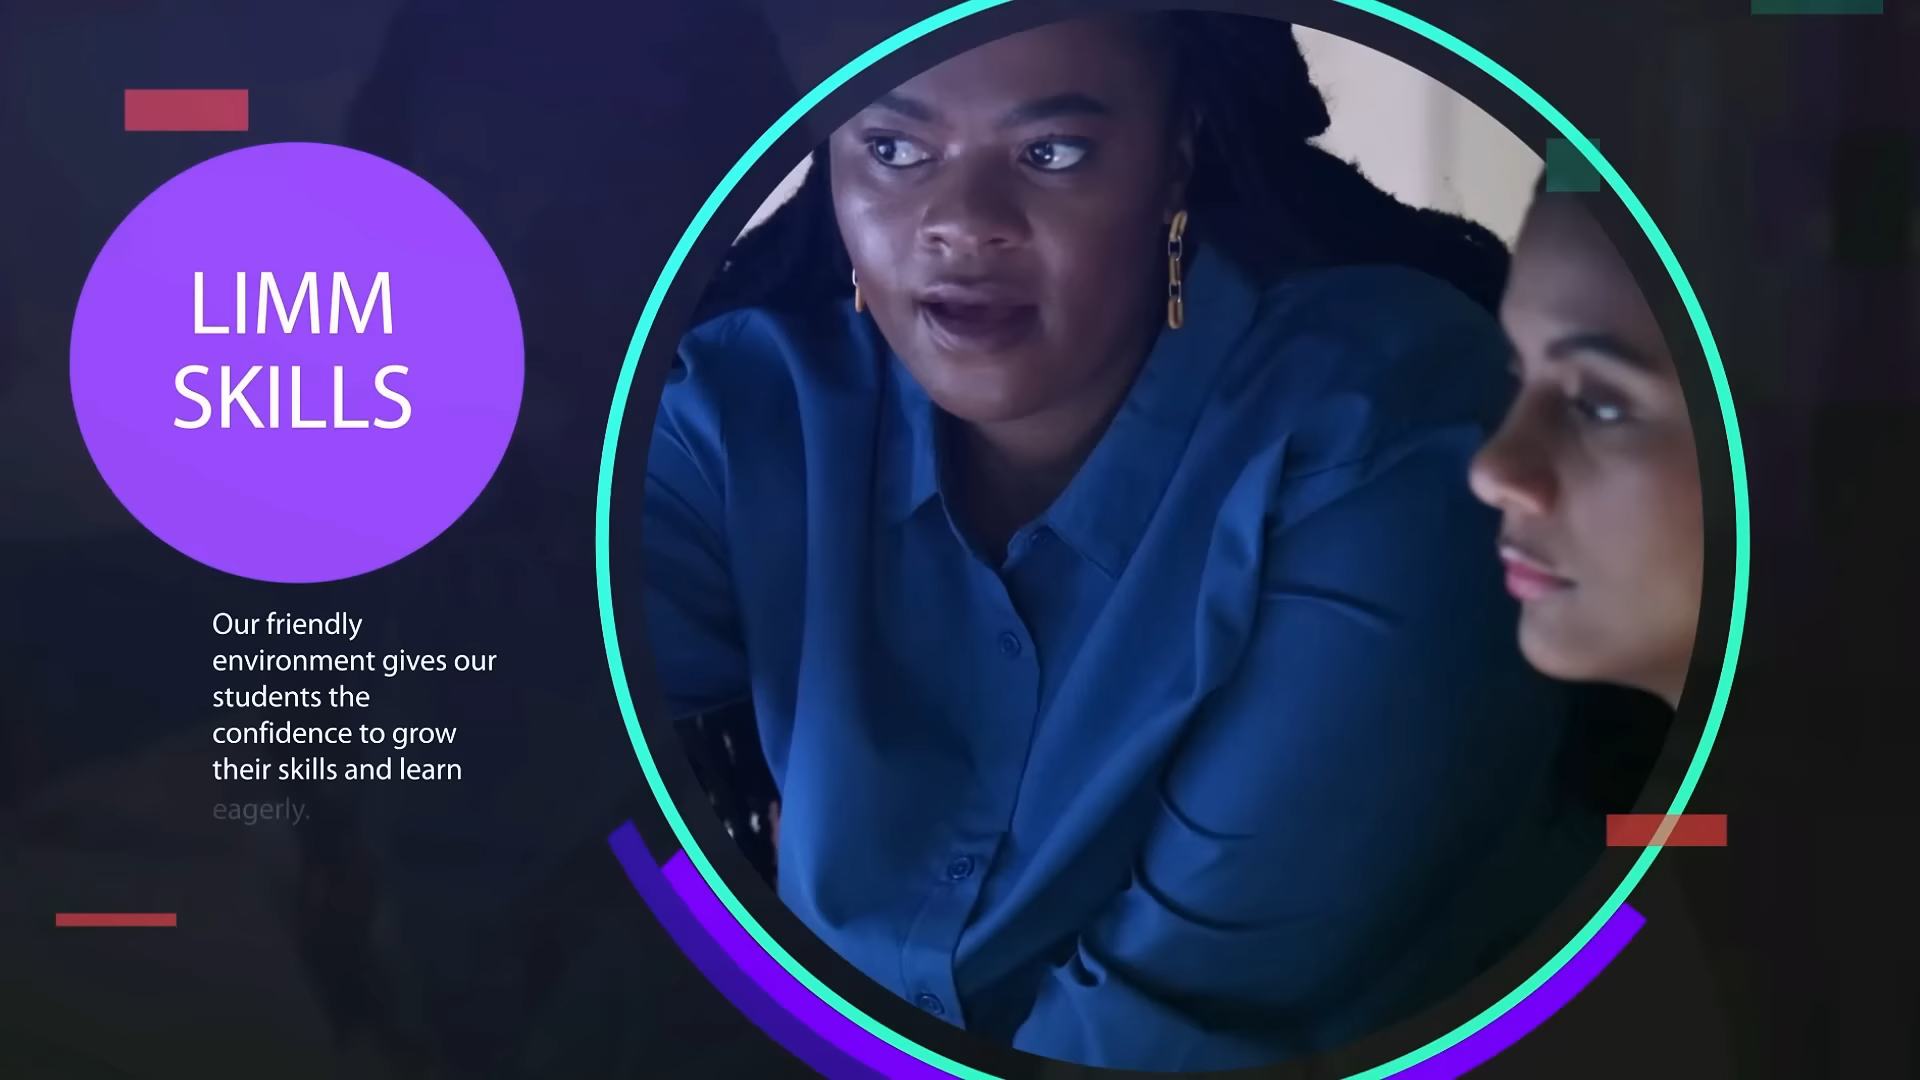 LIMM
SKILLS
Our friendly
environment gives our
students the
confidence to grow
their skills and learn
eagerly.